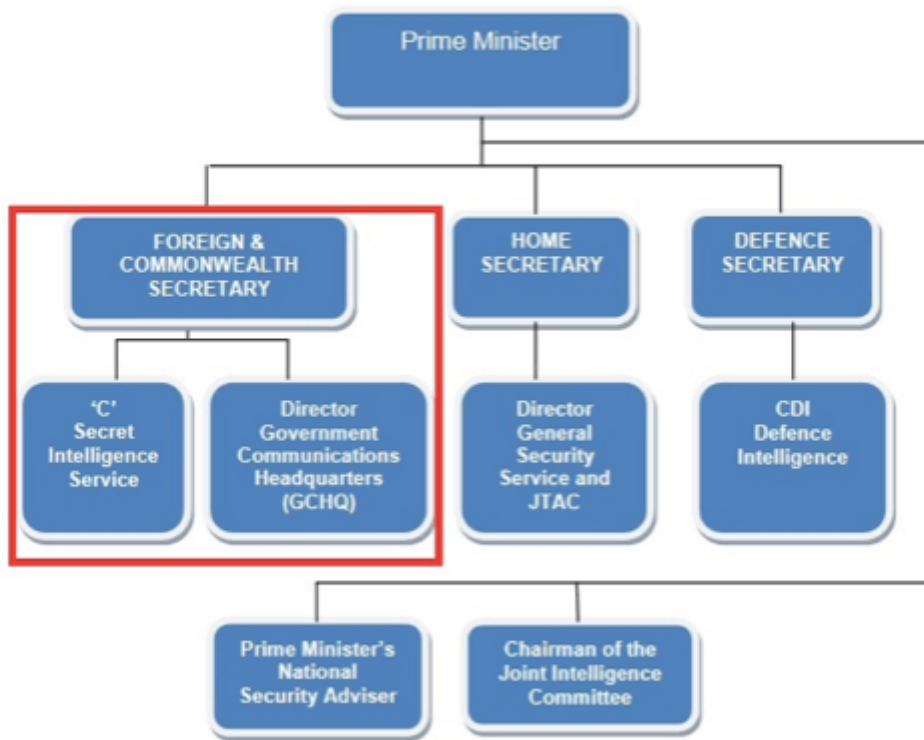 Prime Minister
FOREIGN &
COMMONWEALTH
SECRETARY
HOME
SECRETARY
DEFENCE
SECRETARY
‘C’
Secret
Intelligence
Service
Director
Government
Communications
Headquarters
(GCHQ)
Director
General
Security
Service and
JTAC
CDI
Defence
Intelligence
Prime Minister’s
National
Security Adviser
Chairman of the
Joint Intelligence
Committee